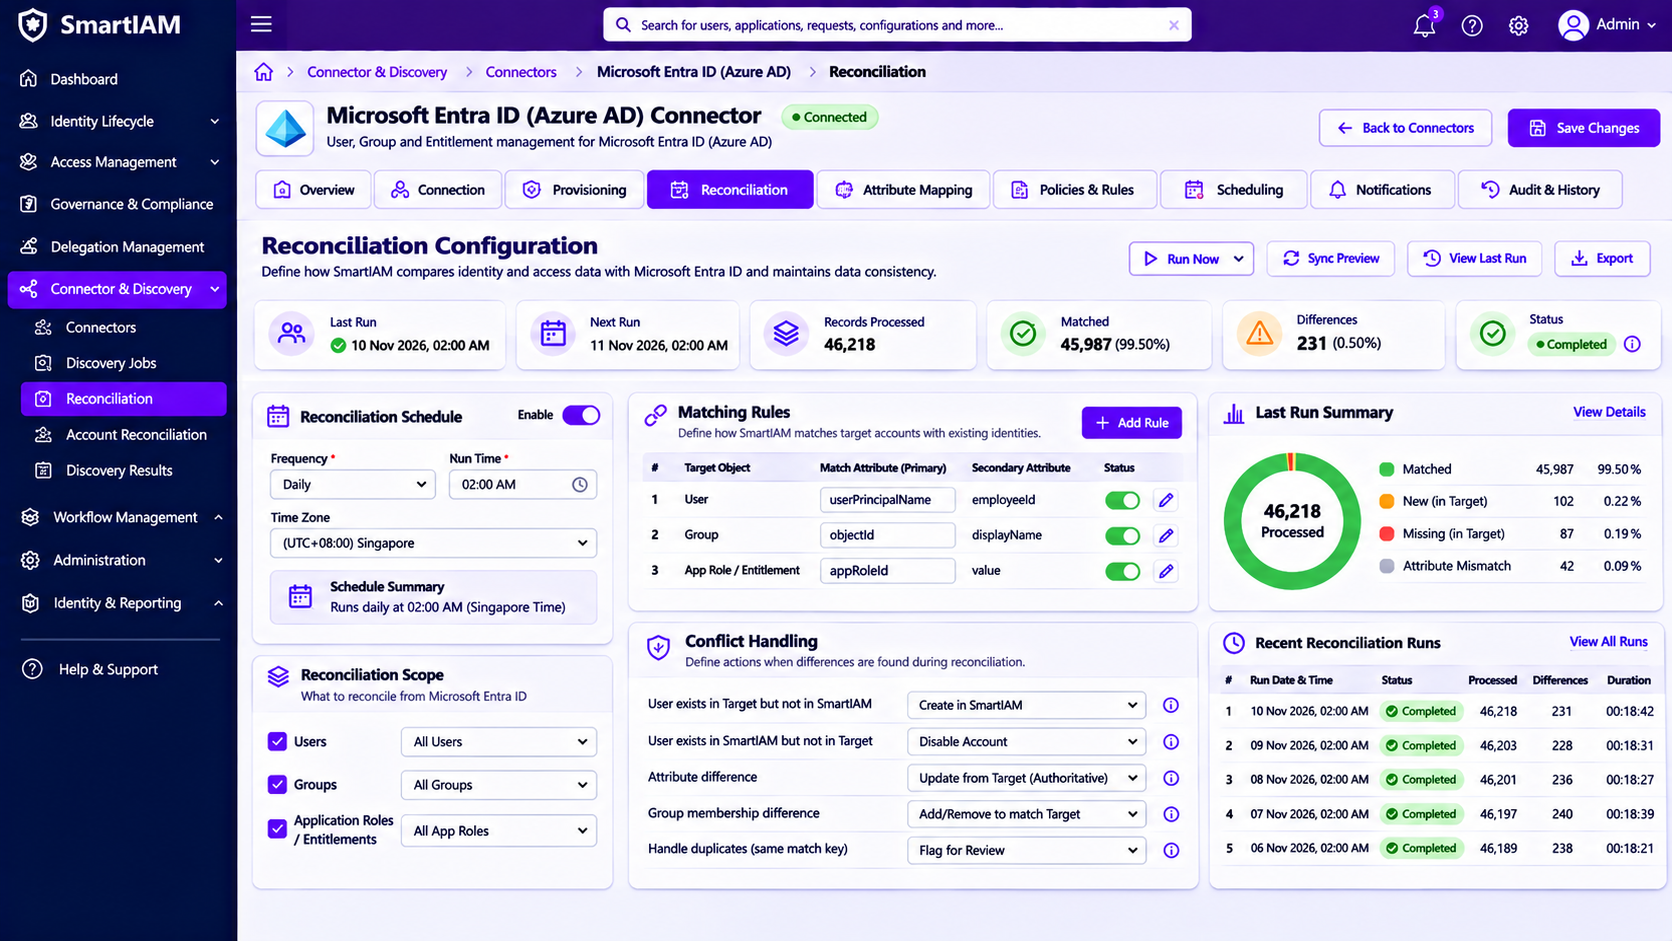 SmartIAM
Search for users, applications, requests, configurations and more...
3
Admin
Dashboard
Identity Lifecycle
Access Management
Governance & Compliance
Delegation Management
Connector & Discovery
Connectors
Discovery Jobs
Reconciliation
Account Reconciliation
Discovery Results
Workflow Management
Administration
Identity & Reporting
Help & Support
Connector & Discovery > Connectors > Microsoft Entra ID (Azure AD) > Reconciliation
Microsoft Entra ID (Azure AD) Connector
Connected
User, Group and Entitlement management for Microsoft Entra ID (Azure AD)
Back to Connectors
Save Changes
Overview
Connection
Provisioning
Reconciliation
Attribute Mapping
Policies & Rules
Scheduling
Notifications
Audit & History
Reconciliation Configuration
Define how SmartIAM compares identity and access data with Microsoft Entra ID and maintains data consistency.
Run Now
Sync Preview
View Last Run
Export
Last Run
10 Nov 2026, 02:00 AM
Next Run
11 Nov 2026, 02:00 AM
Records Processed
46,218
Matched
45,987 (99.50%)
Differences
231 (0.50%)
Status
Completed
Reconciliation Schedule
Enable
Frequency *
Nun Time *
Daily
02:00 AM
Time Zone
(UTC+08:00) Singapore
Schedule Summary
Runs daily at 02:00 AM (Singapore Time)
Reconciliation Scope
What to reconcile from Microsoft Entra ID
Users
All Users
Groups
All Groups
Application Roles
/ Entitlements
All App Roles
Matching Rules
Define how SmartIAM matches target accounts with existing identities.
+ Add Rule
# Target Object Match Attribute (Primary) Secondary Attribute Status
1 User userPrincipalName employeeId
2 Group objectId displayName
3 App Role / Entitlement appRoleId value
Conflict Handling
Define actions when differences are found during reconciliation.
User exists in Target but not in SmartIAM Create in SmartIAM
User exists in SmartIAM but not in Target Disable Account
Attribute difference Update from Target (Authoritative)
Group membership difference Add/Remove to match Target
Handle duplicates (same match key) Flag for Review
Last Run Summary
View Details
46,218
Processed
Matched 45,987 99.50%
New (in Target) 102 0.22%
Missing (in Target) 87 0.19%
Attribute Mismatch 42 0.09%
Recent Reconciliation Runs
View All Runs
# Run Date & Time Status Processed Differences Duration
1 10 Nov 2026, 02:00 AM Completed 46,218 231 00:18:42
2 09 Nov 2026, 02:00 AM Completed 46,203 228 00:18:31
3 08 Nov 2026, 02:00 AM Completed 46,201 236 00:18:27
4 07 Nov 2026, 02:00 AM Completed 46,197 240 00:18:39
5 06 Nov 2026, 02:00 AM Completed 46,189 238 00:18:21